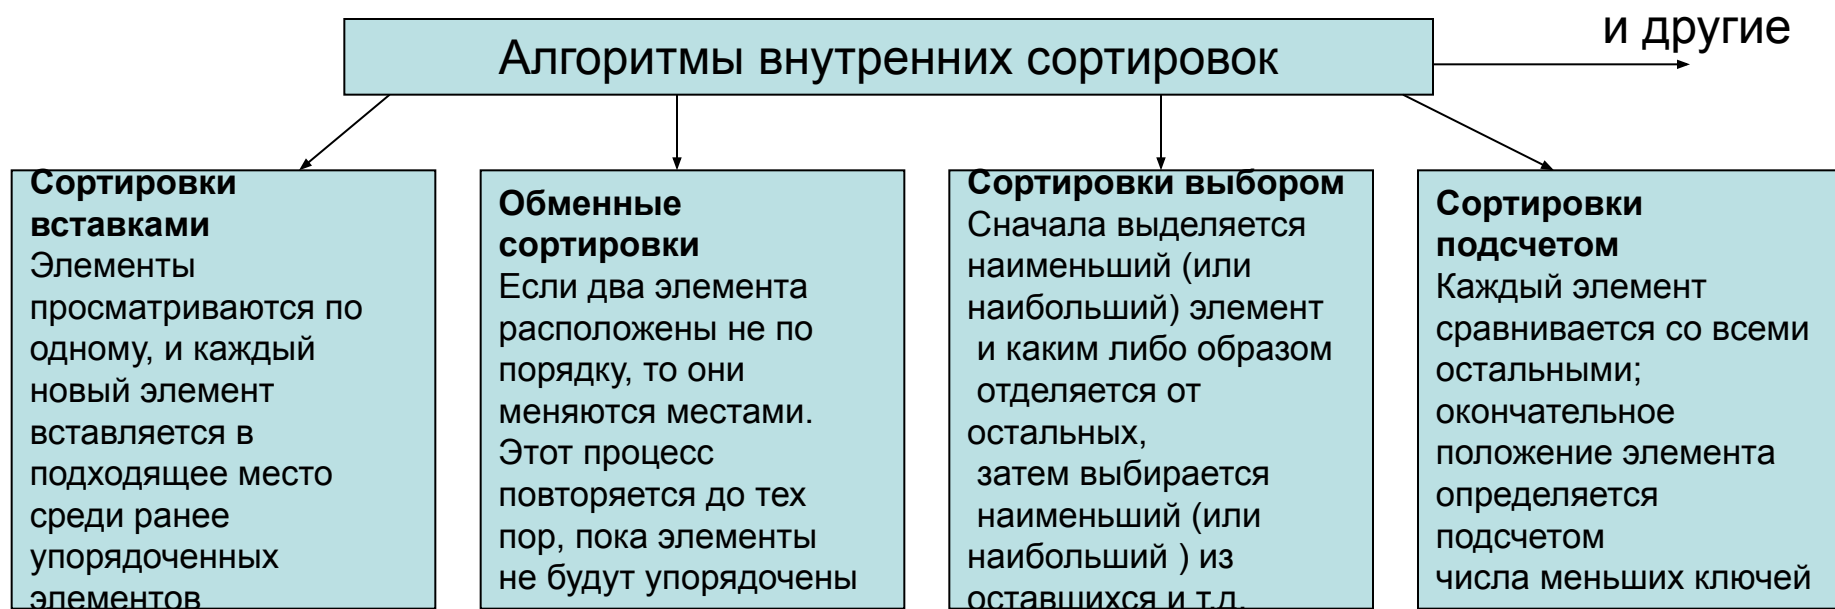 и другие
Алгоритмы внутренних сортировок
Сортировки
вставками
Элементы
просматриваются по
одному, и каждый
новый элемент
вставляется в
подходящее место
среди ранее
упорядоченных
элементов
Обменные
сортировки
Если два элемента
расположены не по
порядку, то они
меняются местами.
Этот процесс
повторяется до тех
пор, пока элементы
не будут упорядочены
Сортировки выбором
Сначала выделяется
наименьший (или
наибольший) элемент
и каким либо образом
отделяется от
остальных,
затем выбирается
наименьший (или
наибольший ) из
оставшихся и т.д.
Сортировки
подсчетом
Каждый элемент
сравнивается со всеми
остальными;
окончательное
положение элемента
определяется
подсчетом
числа меньших ключей